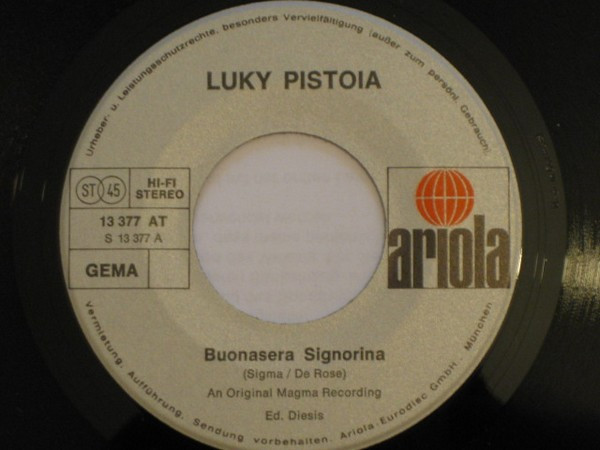 Urheber- u. Leistungsschutzrechte, besonders Vervielfältigung (außer zum persönl. Gebrauch),
LUKY PISTOIA
ST 45
HI-FI
STEREO
13 377 AT
S 13 377 A
GEMA
ariola
Buonasera Signorina
(Sigma / De Rose)
An Original Magma Recording
Ed. Diesis
Vermietung, Aufführung, Sendung vorbehalten. Ariola-Eurodisc GmbH., München